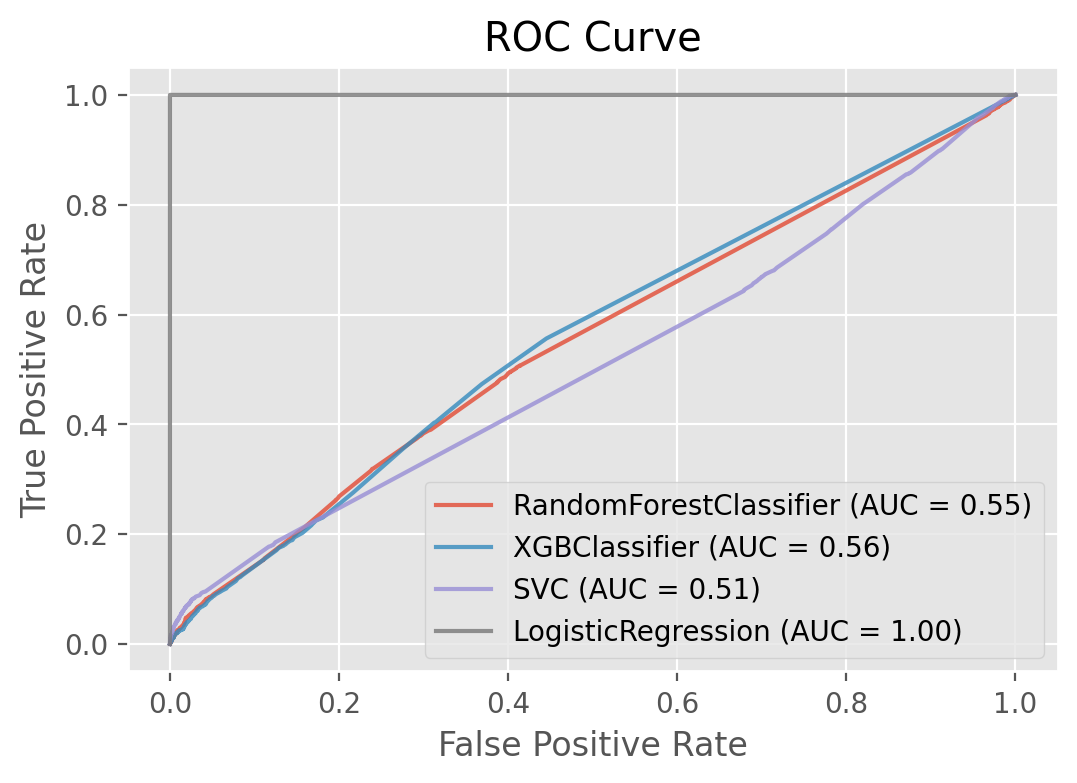 ROC Curve
True Positive Rate
1.0
0.8
0.6
0.4
0.2
0.0
RandomForestClassifier (AUC = 0.55)
XGBClassifier (AUC = 0.56)
SVC (AUC = 0.51)
LogisticRegression (AUC = 1.00)
0.0 0.2 0.4 0.6 0.8 1.0
False Positive Rate